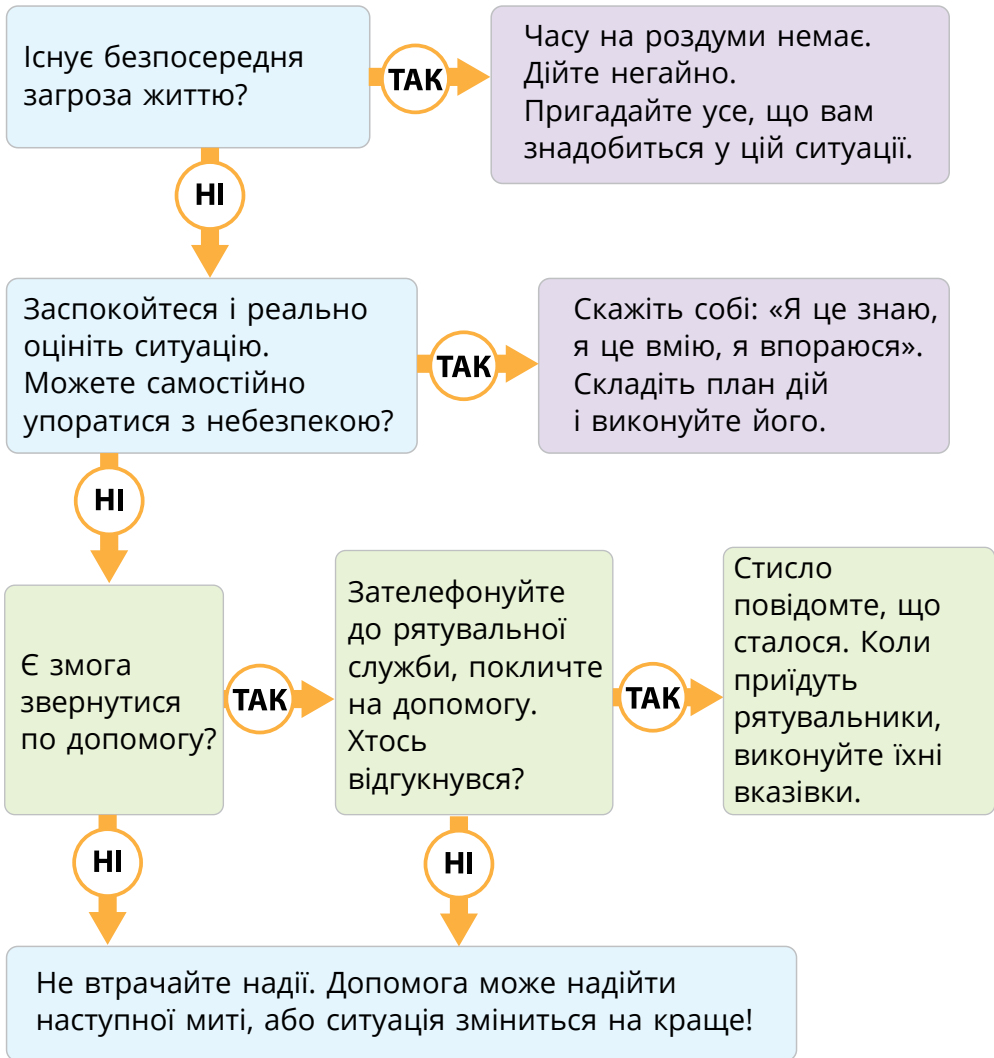 Існує безпосередня
загроза життю?
ТАК
Часу на роздуми немає.
Дійте негайно.
Пригадайте усе, що вам
знадобиться у цій ситуації.
НІ
Заспокойтеся і реально
оцініть ситуацію.
Можете самостійно
упоратися з небезпекою?
ТАК
Скажіть собі: «Я це знаю,
я це вмію, я впораюся».
Складіть план дій
і виконуйте його.
НІ
Є змога
звернутися
по допомогу?
ТАК
Зателефонуйте
до рятувальної
служби, покличте
на допомогу.
Хтось
відгукнувся?
ТАК
Стисло
повідомте, що
сталося. Коли
приїдуть
рятувальники,
виконуйте їхні
вказівки.
НІ
НІ
Не втрачайте надії. Допомога може надійти
наступної миті, або ситуація зміниться на краще!